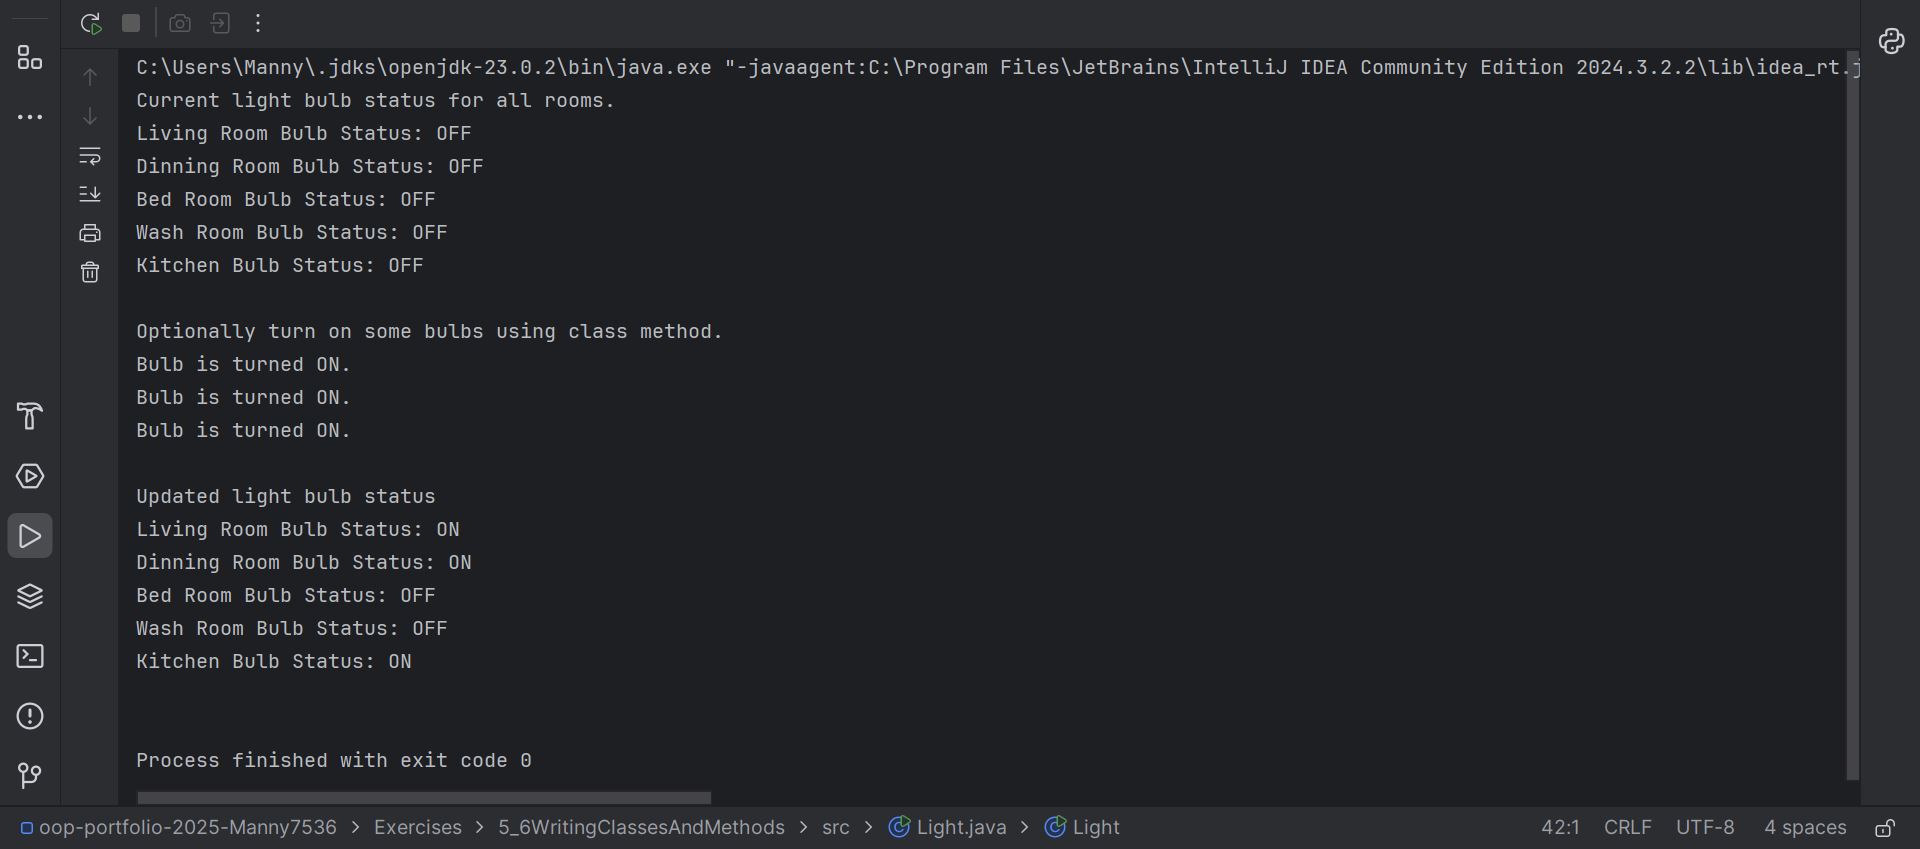 C:\Users\Manny\.jdks\openjdk-23.0.2\bin\java.exe "-javaagent:C:\Program Files\JetBrains\IntelliJ IDEA Community Edition 2024.3.2.2\lib\idea_rt.j
Current light bulb status for all rooms.
Living Room Bulb Status: OFF
Dinning Room Bulb Status: OFF
Bed Room Bulb Status: OFF
Wash Room Bulb Status: OFF
Kitchen Bulb Status: OFF
Optionally turn on some bulbs using class method.
Bulb is turned ON.
Bulb is turned ON.
Bulb is turned ON.
Updated light bulb status
Living Room Bulb Status: ON
Dinning Room Bulb Status: ON
Bed Room Bulb Status: OFF
Wash Room Bulb Status: OFF
Kitchen Bulb Status: ON
Process finished with exit code 0
oop-portfolio-2025-Manny7536 > Exercises > 5_6WritingClassesAndMethods > src > Light.java > Light 42:1 CRLF UTF-8 4 spaces